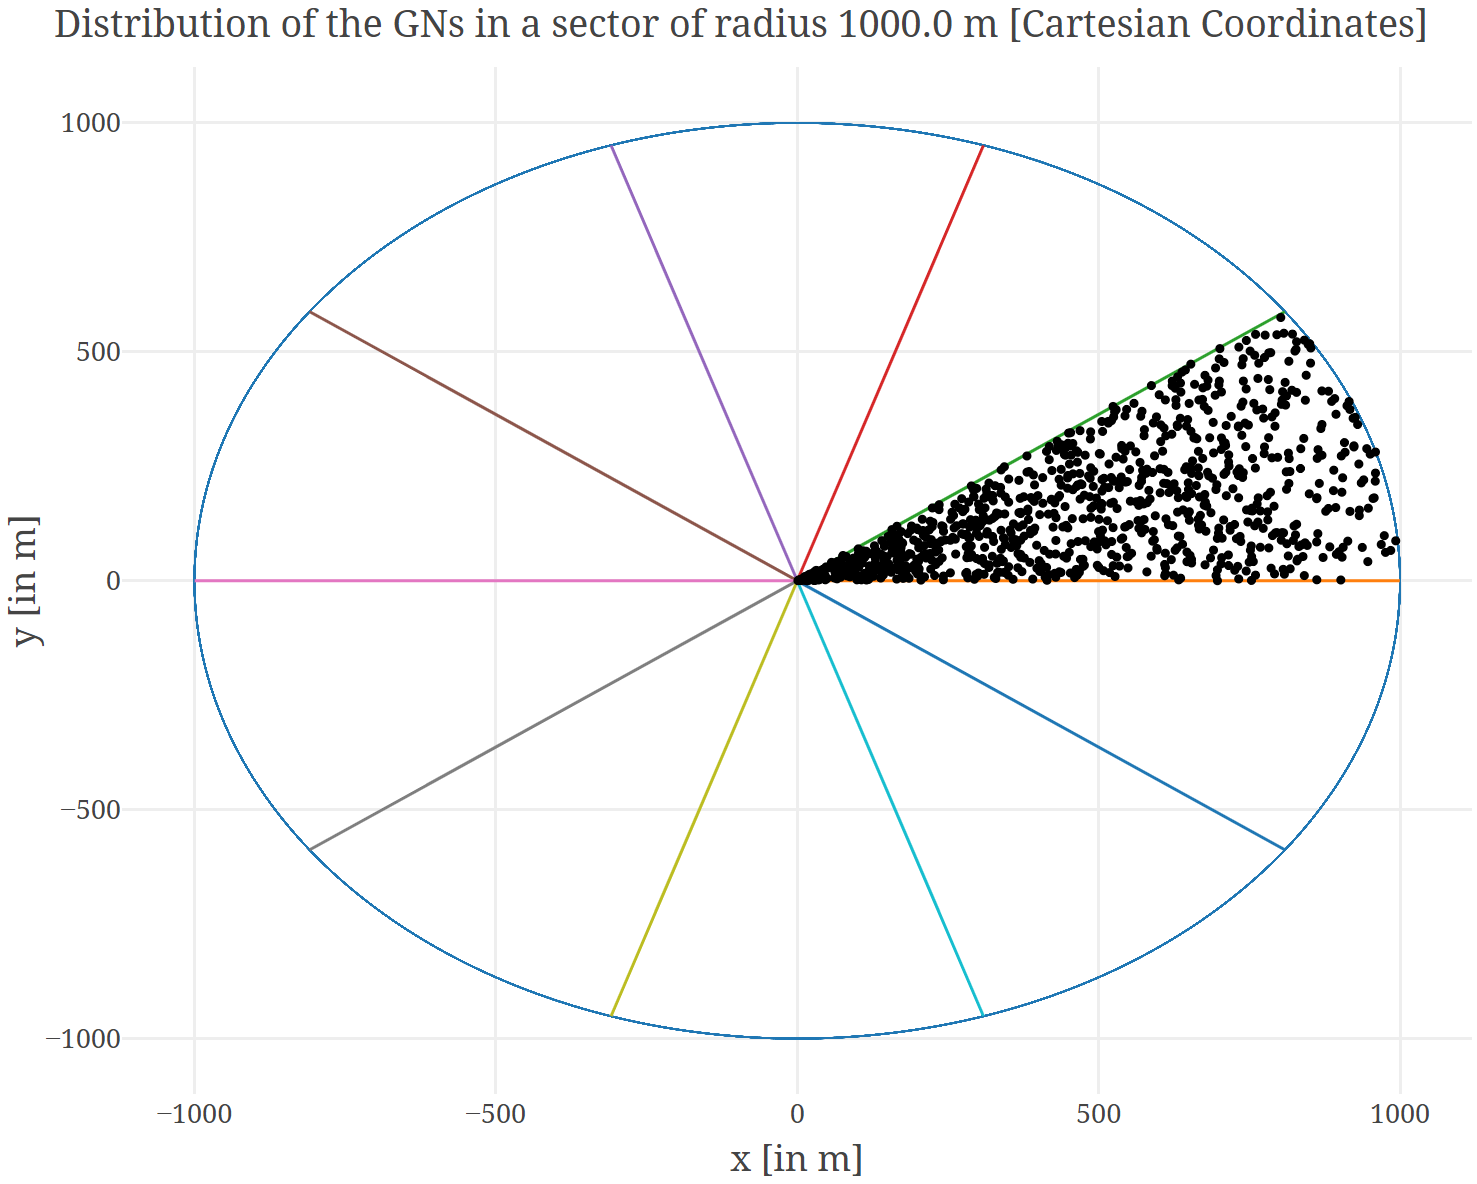 Distribution of the GNs in a sector of radius 1000.0 m [Cartesian Coordinates]
1000
500
0
−500
−1000
y [in m]
−1000 −500 0 500 1000
x [in m]